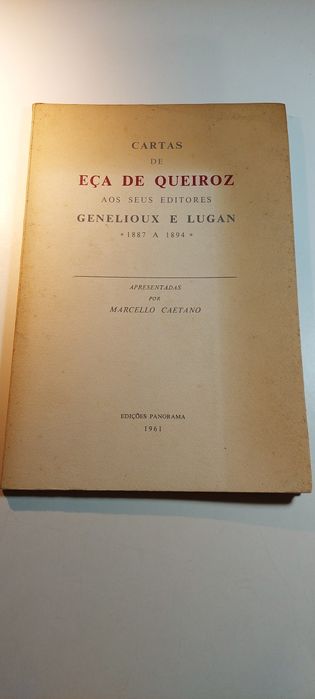 CARTAS
DE
EÇA DE QUEIROZ
AOS SEUS EDITORES
GENELIOUX E LUGAN
* 1887 A 1894 *
APRESENTADAS
POR
MARCELLO CAETANO
EDIÇÕES PANORAMA
1961